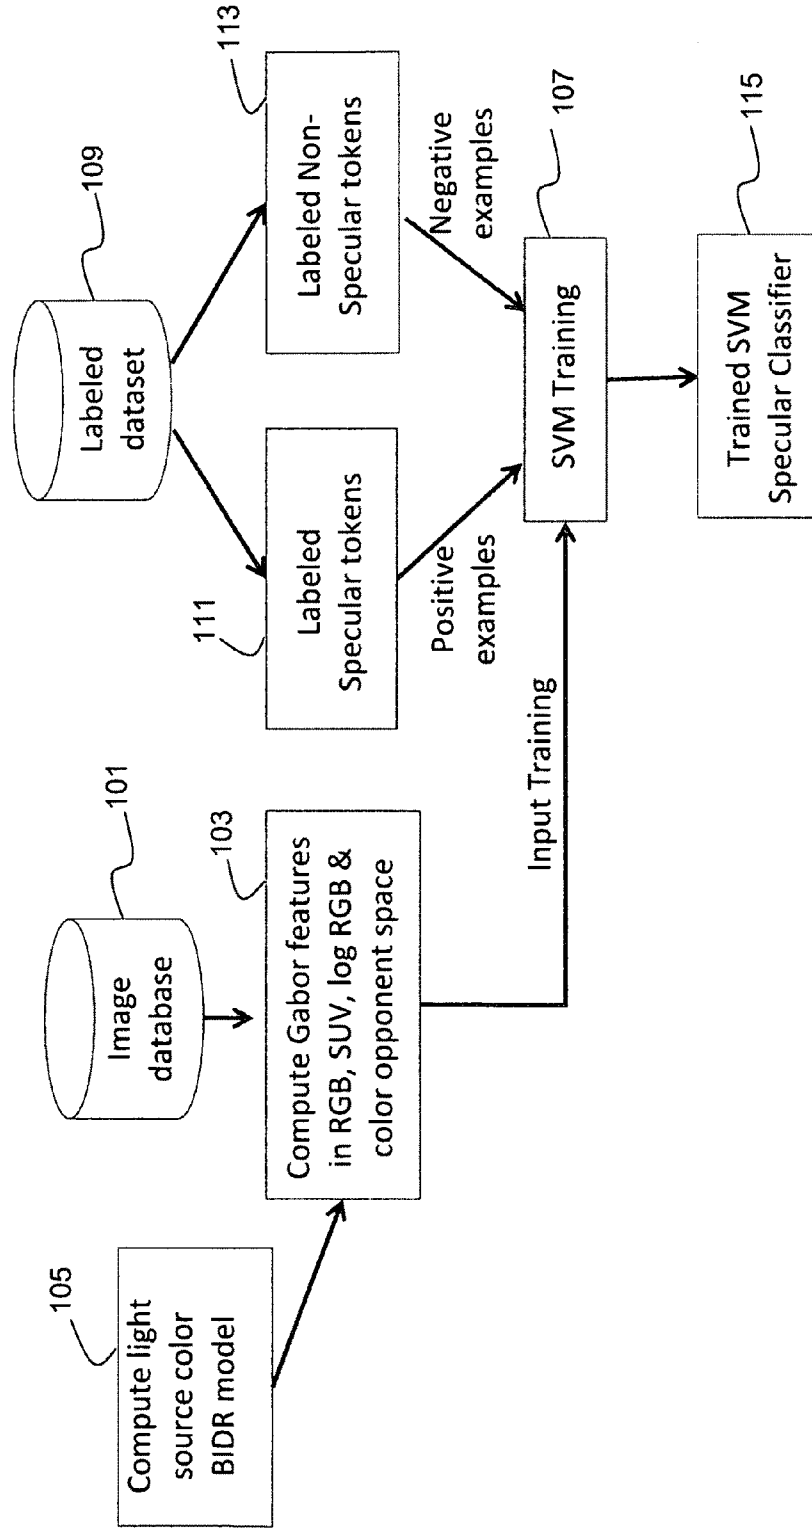 105
Compute light
source color
BIDR model
101
Image
database
103
Compute Gabor features
in RGB, SUV, log RGB &
color opponent space
Input Training
109
Labeled
dataset
111
Labeled
Specular tokens
113
Labeled Non-
Specular tokens
Positive
examples
Negative
examples
107
SVM Training
115
Trained SVM
Specular Classifier